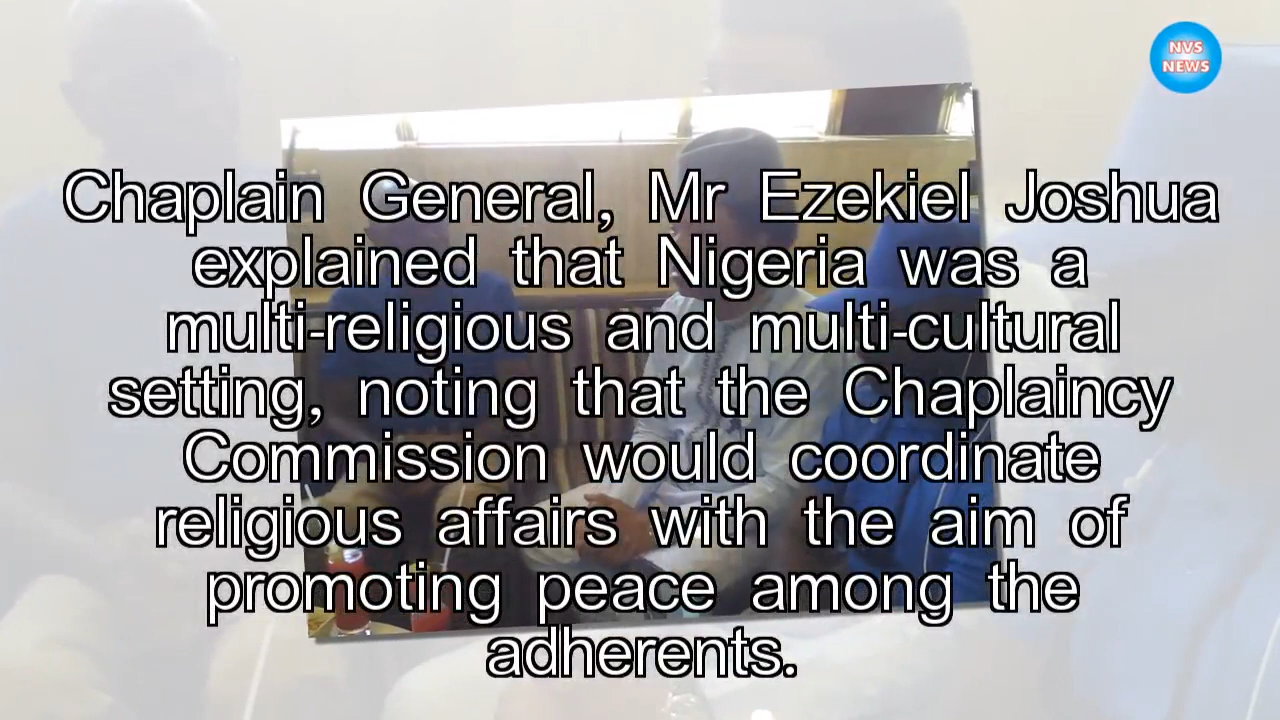 NVS
NEWS
Chaplain General, Mr Ezekiel Joshua
explained that Nigeria was a
multi-religious and multi-cultural
setting, noting that the Chaplaincy
Commission would coordinate
religious affairs with the aim of
promoting peace among the
adherents.